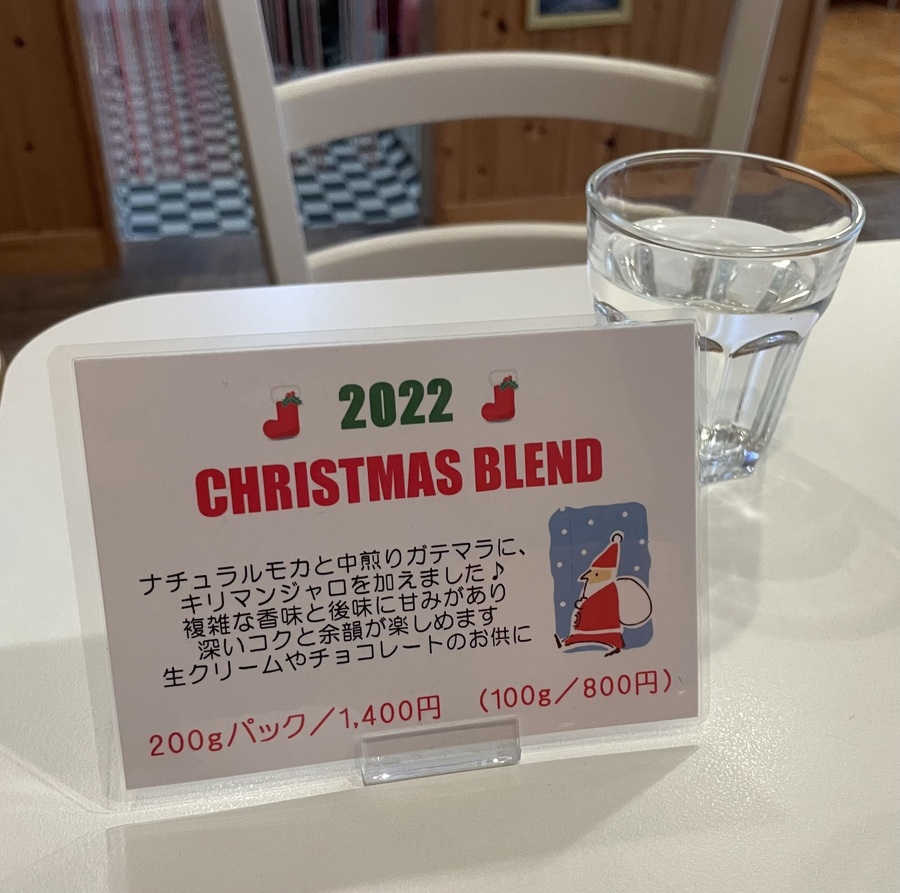 2022
CHRISTMAS BLEND
ナチュラルモカと中煎りガテマラに、
キリマンジャロを加えました♪
複雑な香味と後味に甘みがあり
深いコクと余韻が楽しめます
生クリームやチョコレートのお供に
200gパック／1,400円 （100g／800円）